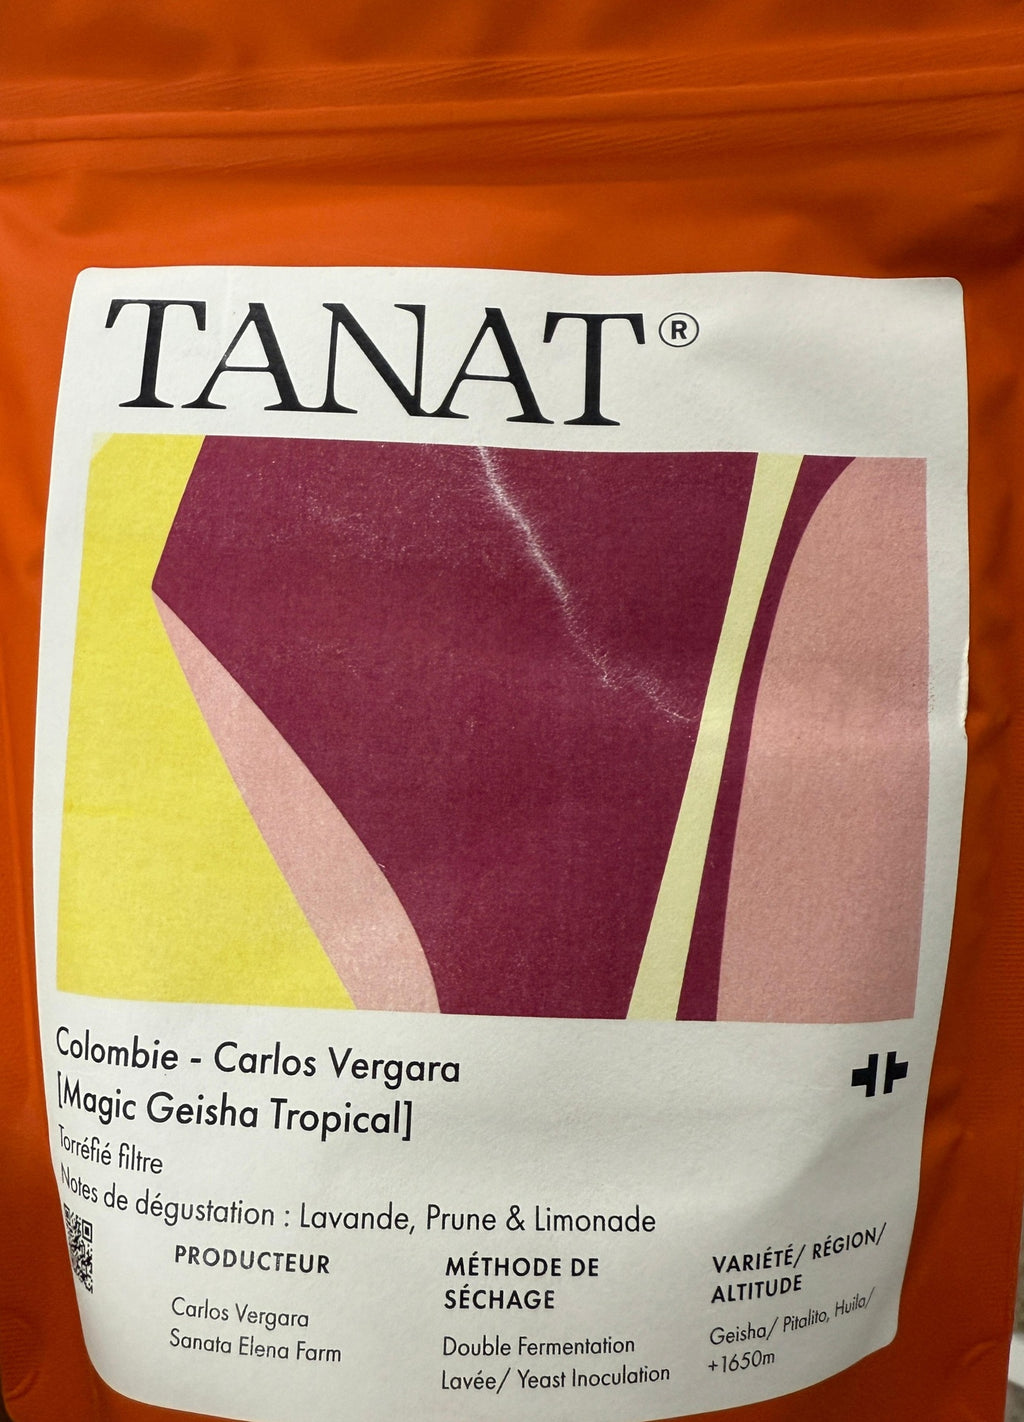 TANAT®
Colombie - Carlos Vergara
[Magic Geisha Tropical]
Torréfié filtre
Notes de dégustation : Lavande, Prune & Limonade
PRODUCTEUR
Carlos Vergara
Sanata Elena Farm
MÉTHODE DE
SÉCHAGE
Double Fermentation
Lavée/ Yeast Inoculation
VARIÉTÉ/ RÉGION/
ALTITUDE
Geisha/ Pitalito, Huila/
+1650m